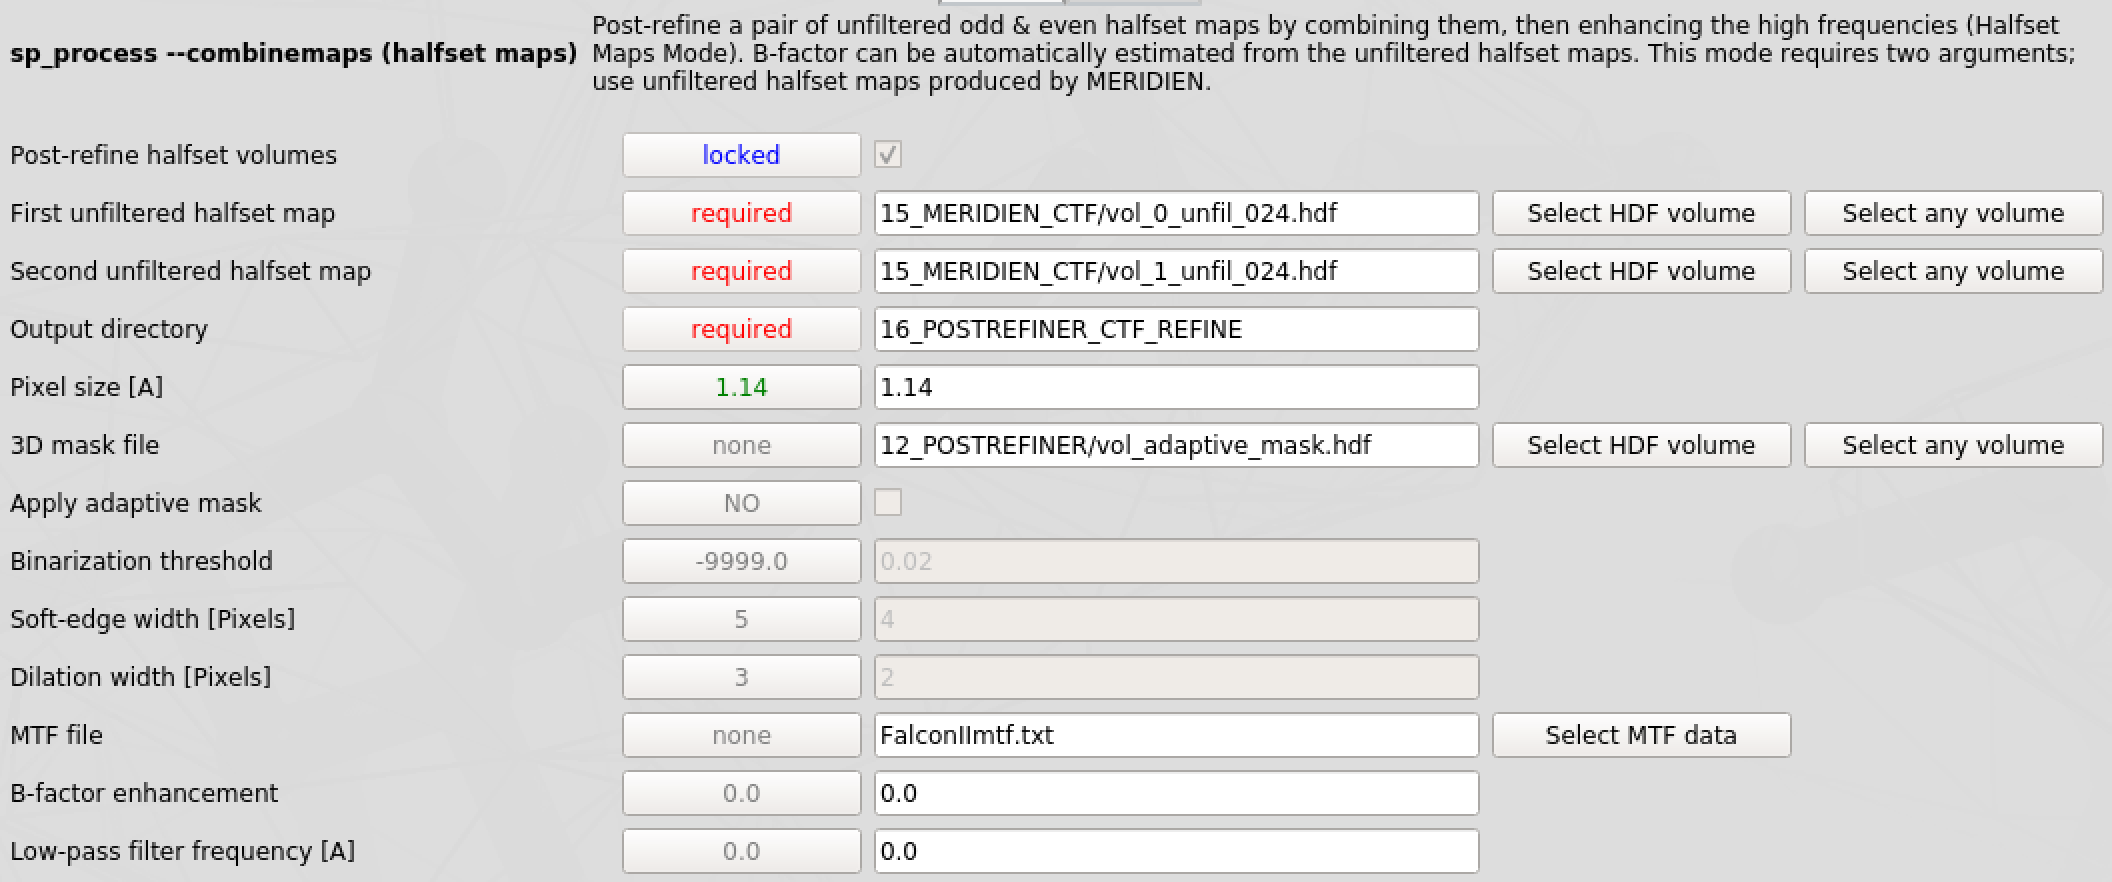 sp_process --combinemaps (halfset maps)
Post-refine a pair of unfiltered odd & even halfset maps by combining them, then enhancing the high frequencies (Halfset
Maps Mode). B-factor can be automatically estimated from the unfiltered halfset maps. This mode requires two arguments;
use unfiltered halfset maps produced by MERIDIEN.
Post-refine halfset volumes locked
First unfiltered halfset map required 15_MERIDIEN_CTF/vol_0_unfil_024.hdf Select HDF volume Select any volume
Second unfiltered halfset map required 15_MERIDIEN_CTF/vol_1_unfil_024.hdf Select HDF volume Select any volume
Output directory required 16_POSTREFINER_CTF_REFINE
Pixel size [A] 1.14 1.14
3D mask file none 12_POSTREFINER/vol_adaptive_mask.hdf Select HDF volume Select any volume
Apply adaptive mask NO
Binarization threshold -9999.0 0.02
Soft-edge width [Pixels] 5 4
Dilation width [Pixels] 3 2
MTF file none FalconIImtf.txt Select MTF data
B-factor enhancement 0.0 0.0
Low-pass filter frequency [A] 0.0 0.0